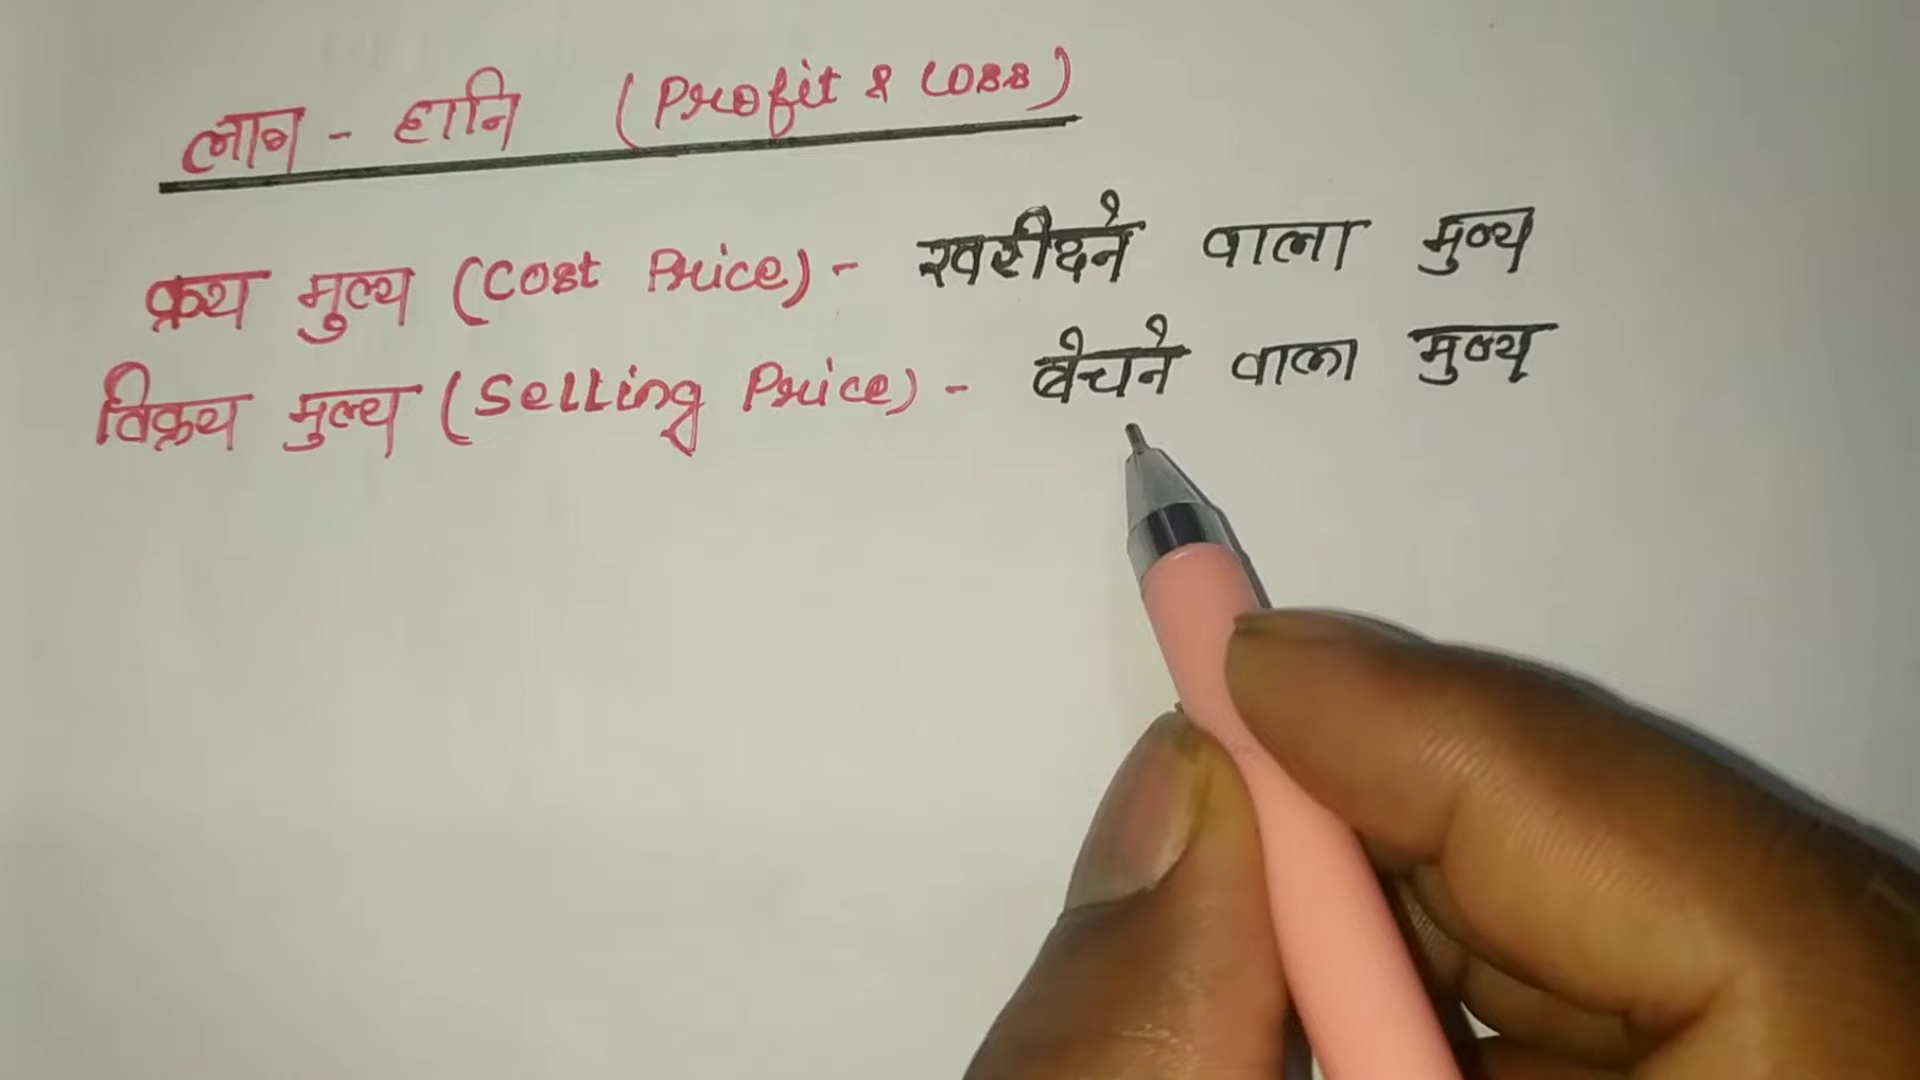 लाभ - हानि (Profit & Loss)
क्रय मुल्य (Cost Price) - खरीदने वाला मुल्य
विक्रय मुल्य (Selling Price) - बेचने वाला मुल्य